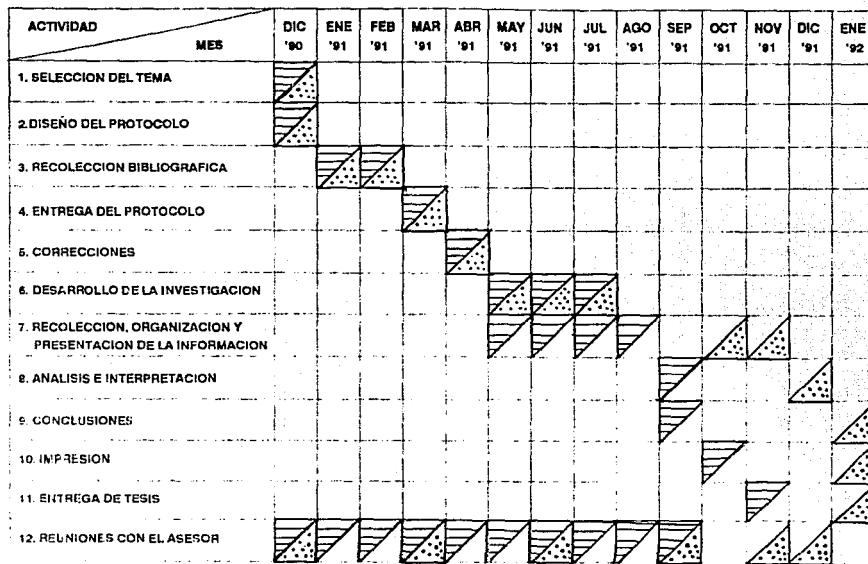 ACTIVIDAD
MES
DIC ENE FEB MAR ABR MAY JUN JUL AGO SEP OCT NOV DIC ENE
'90 '91 '91 '91 '91 '91 '91 '91 '91 '91 '91 '91 '91 '92
1. SELECCION DEL TEMA
2. DISEÑO DEL PROTOCOLO
3. RECOLECCION BIBLIOGRAFICA
4. ENTREGA DEL PROTOCOLO
5. CORRECCIONES
6. DESARROLLO DE LA INVESTIGACION
7. RECOLECCION, ORGANIZACION Y
PRESENTACION DE LA INFORMACION
8. ANALISIS E INTERPRETACION
9. CONCLUSIONES
10. IMPRESION
11. ENTREGA DE TESIS
12. REUNIONES CON EL ASESOR